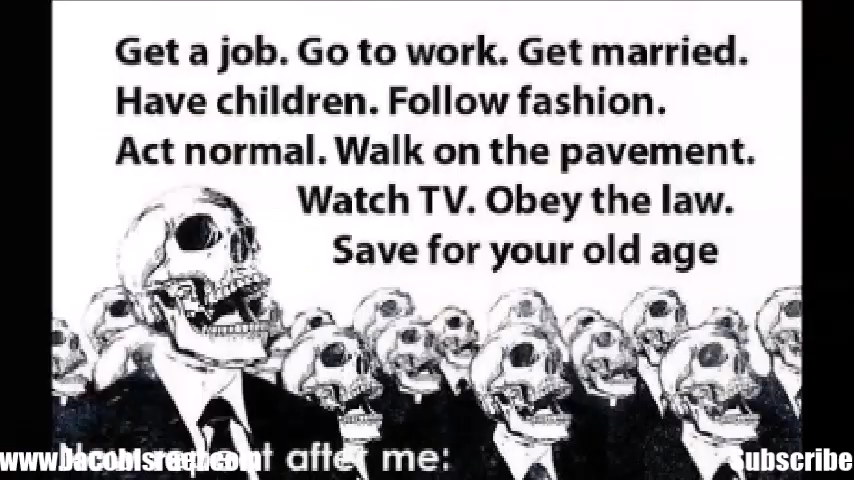 Get a job. Go to work. Get married.
Have children. Follow fashion.
Act normal. Walk on the pavement.
Watch TV. Obey the law.
Save for your old age
after me:
Subscribe